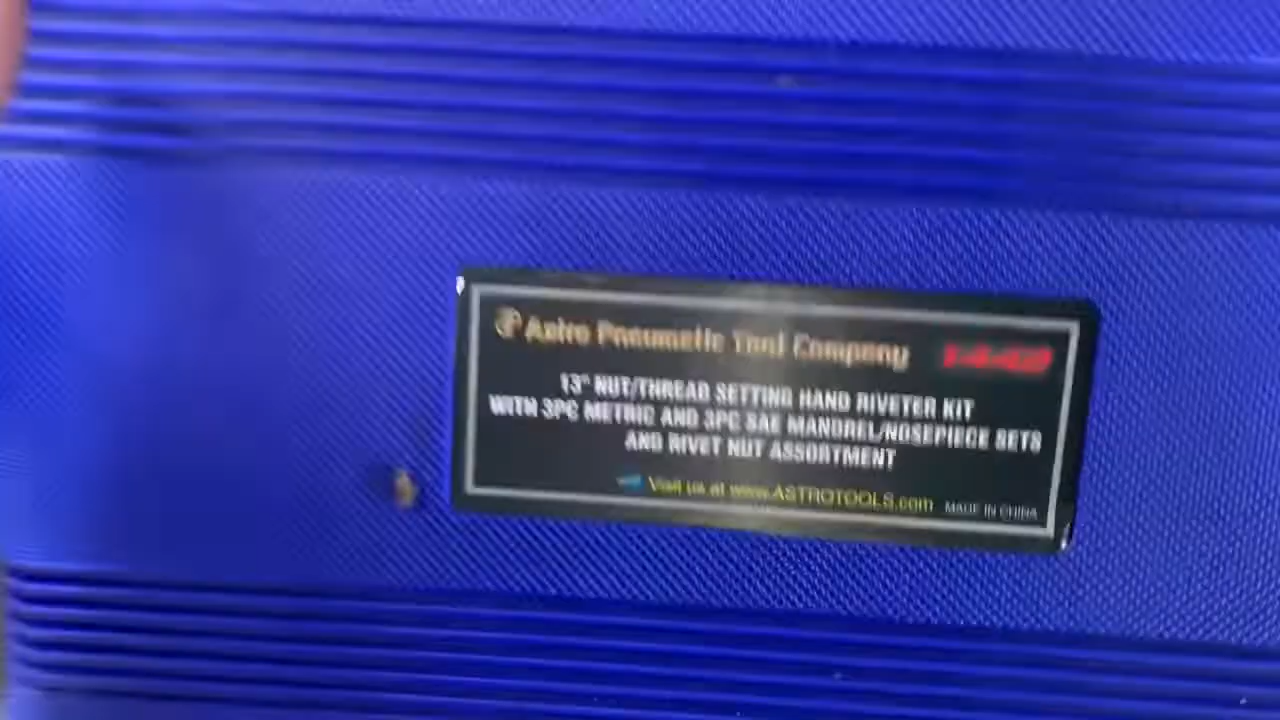 Astro Pneumatic Tool Company
13" NUT/THREAD SETTING HAND RIVETER KIT
WITH 3PC METRIC AND 3PC SAE MANDREL/NOSEPIECE SETS
AND RIVET NUT ASSORTMENT
Visit us at www.ASTROTOOLS.com MADE IN CHINA